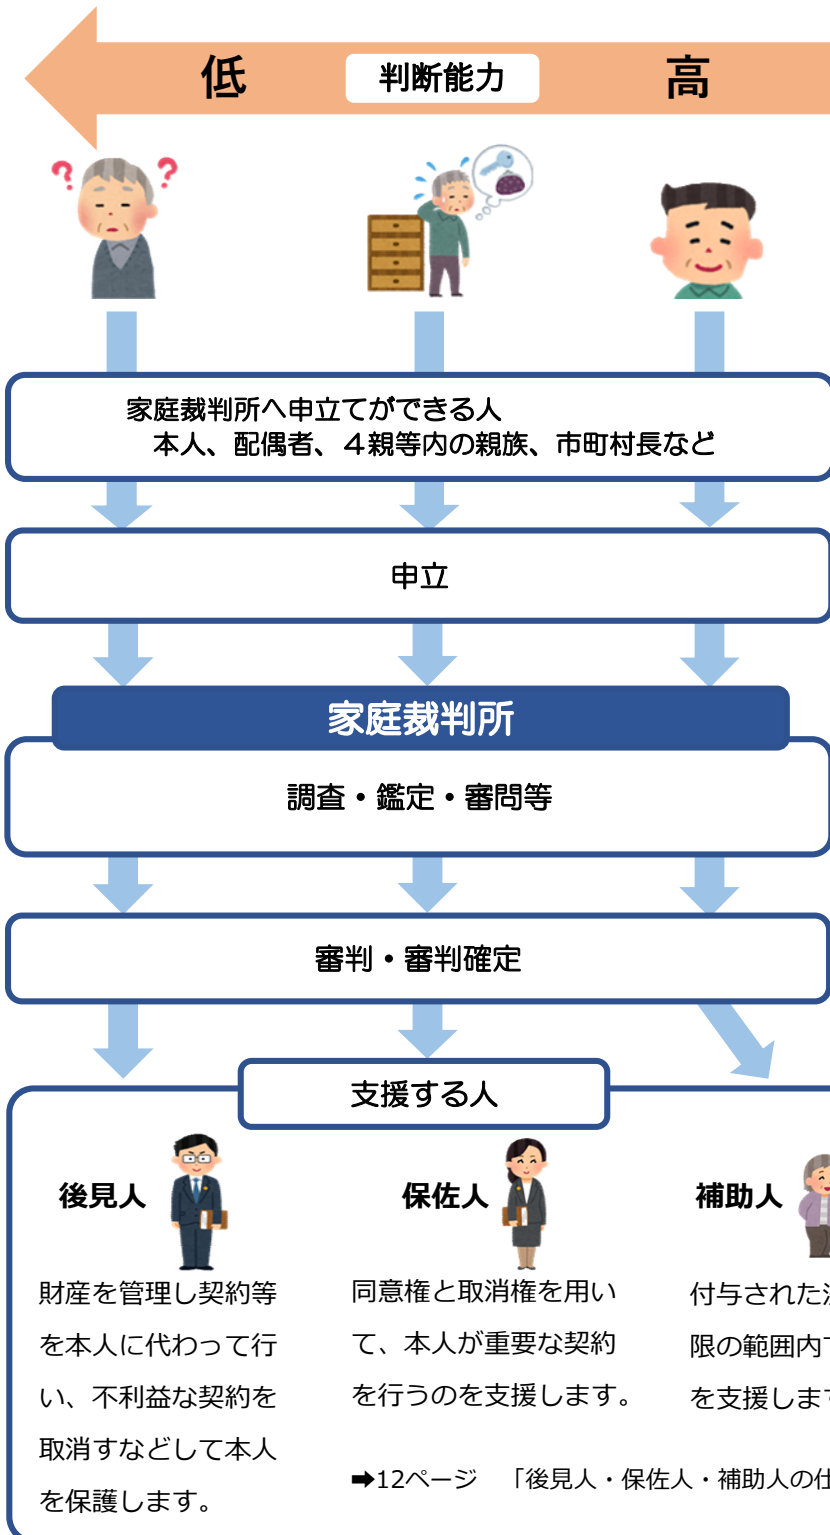 低 判断能力 高
? ?
家庭裁判所へ申立てができる人
本人、配偶者、４親等内の親族、市町村長など
申立
家庭裁判所
調査・鑑定・審問等
審判・審判確定
支援する人
後見人
財産を管理し契約等
を本人に代わって行
い、不利益な契約を
取消すなどして本人
を保護します。
保佐人
同意権と取消権を用い
て、本人が重要な契約
を行うのを支援します。
補助人
付与された
限の範囲内
を支援しま
➡12ページ 「後見人・保佐人・補助人の仕